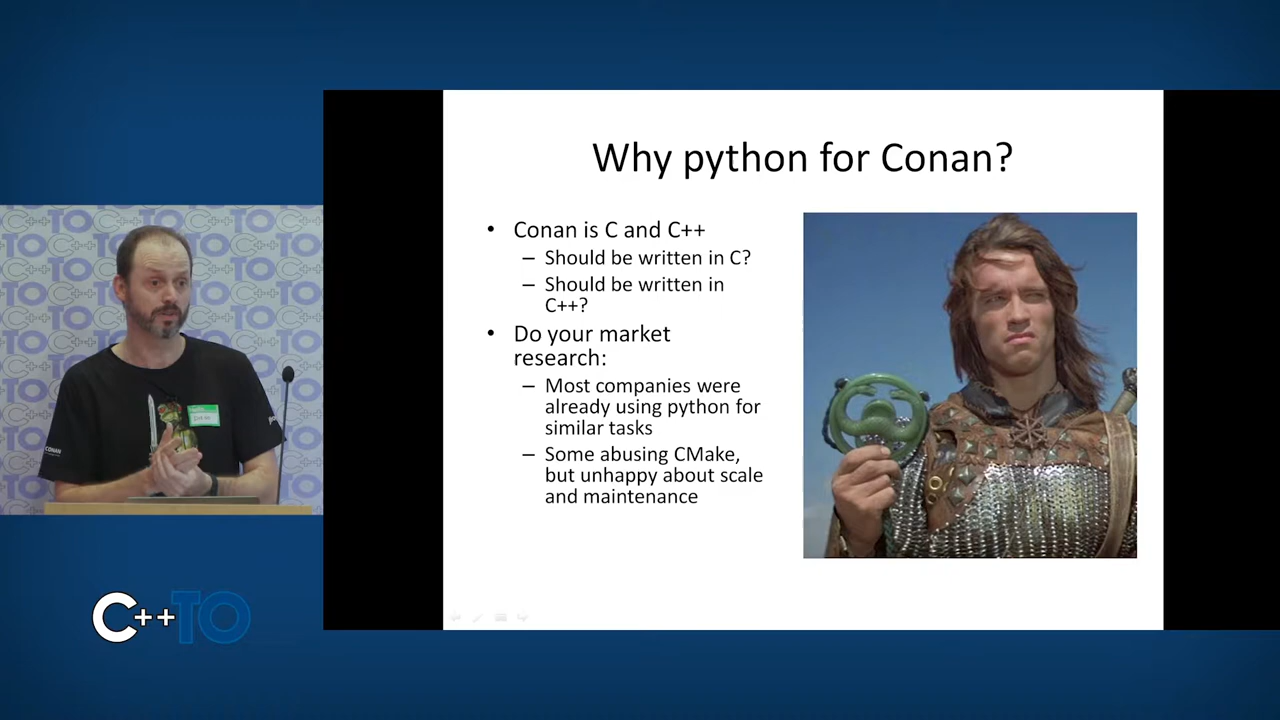 Why python for Conan?
• Conan is C and C++
– Should be written in C?
– Should be written in
C++?
• Do your market
research:
– Most companies were
already using python for
similar tasks
– Some abusing CMake,
but unhappy about scale
and maintenance
CONAN
C++TO